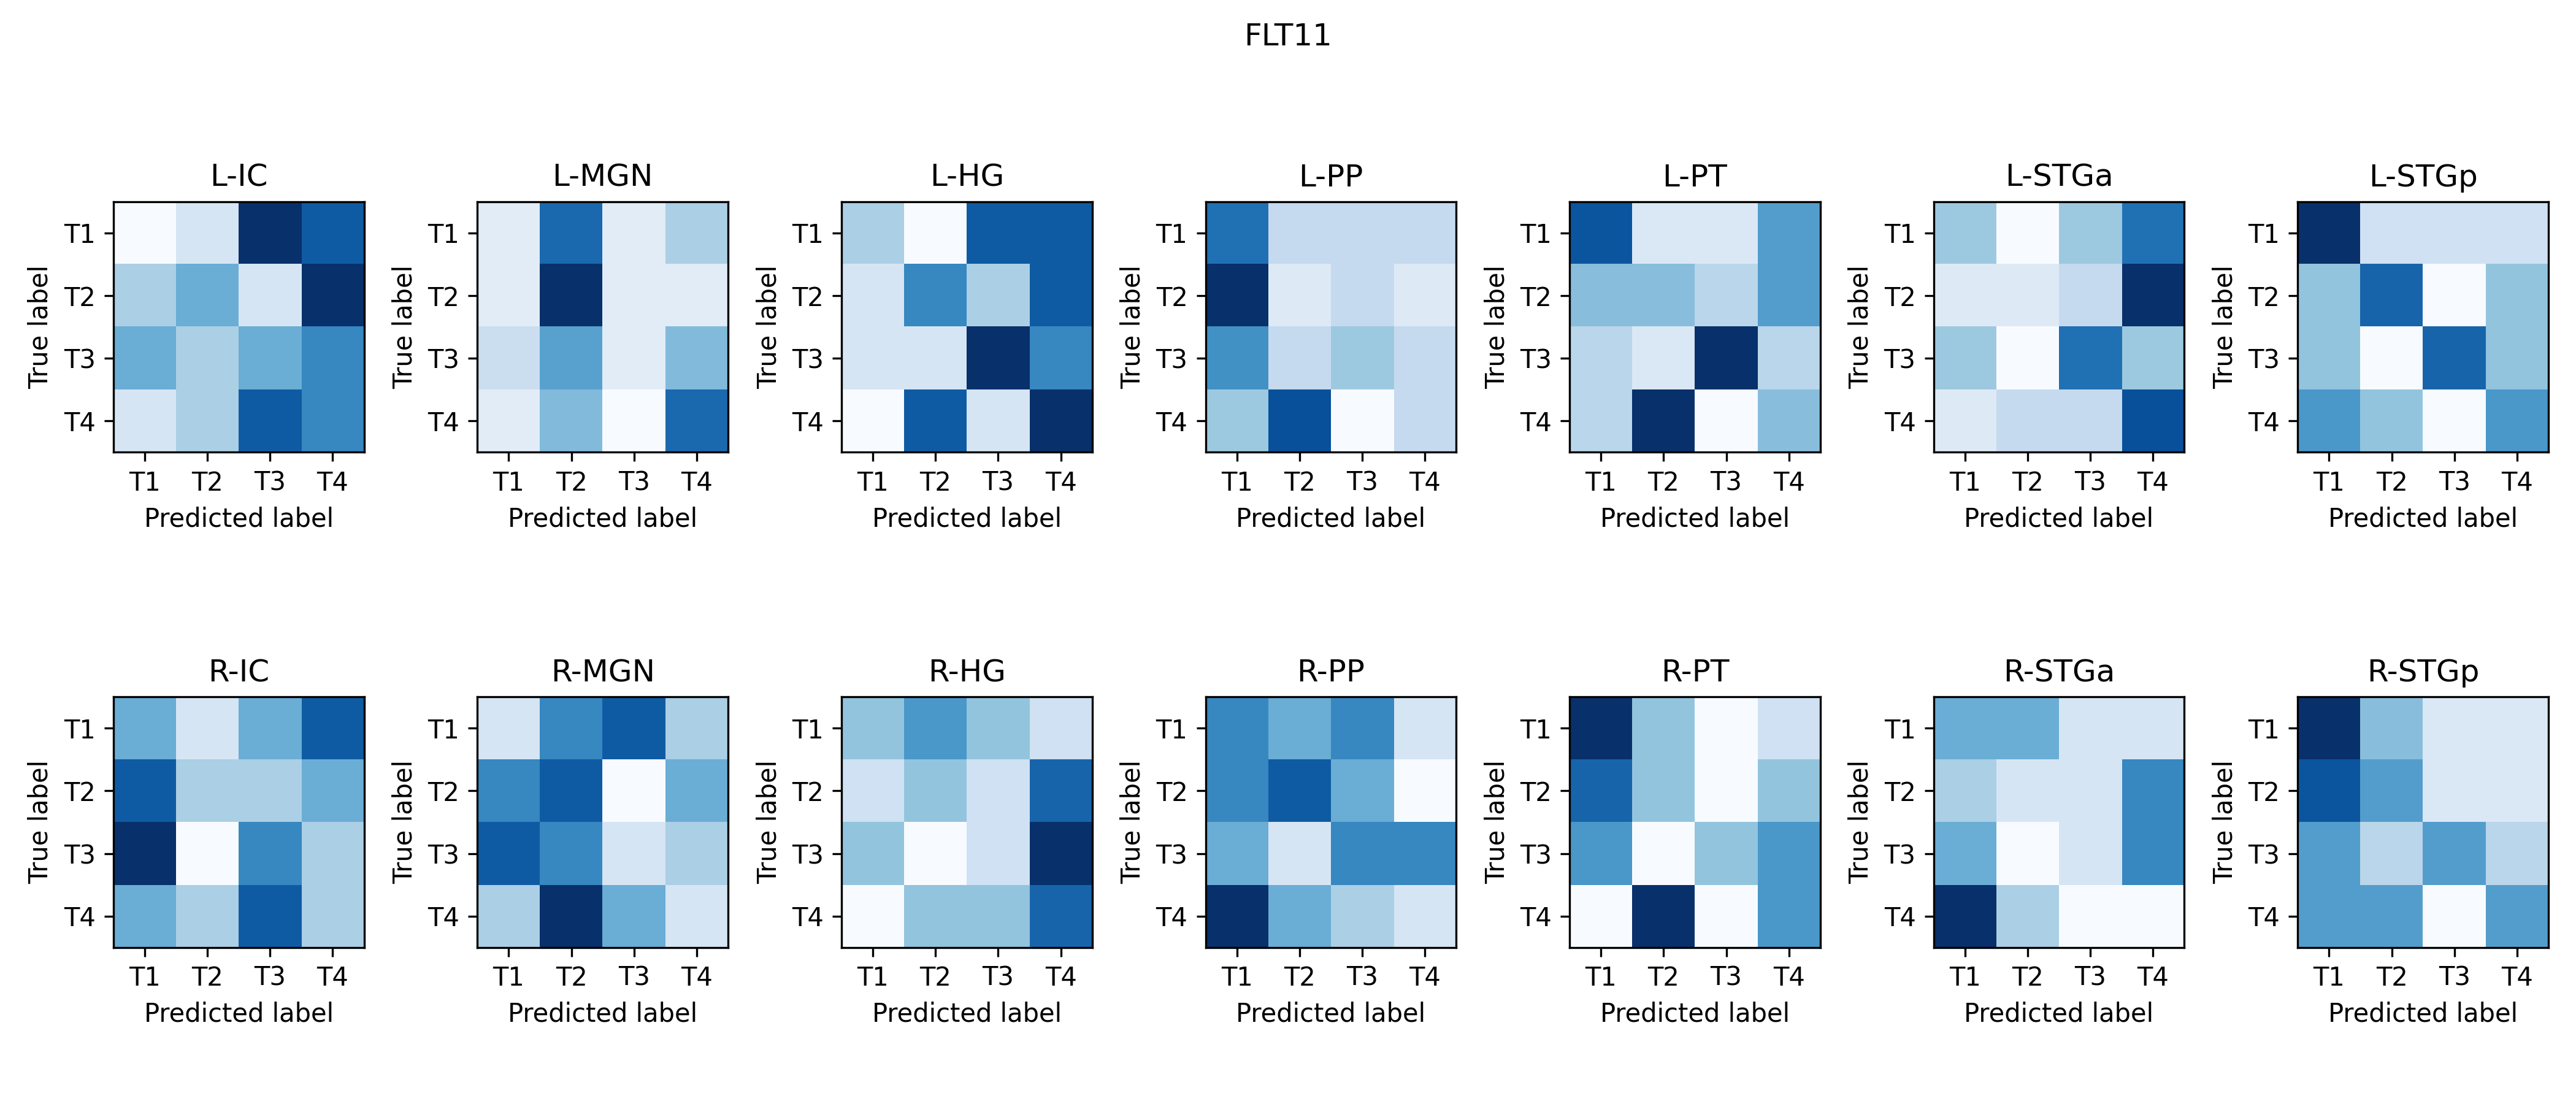 FLT11
L-IC L-MGN L-HG L-PP L-PT L-STGa L-STGp
True label True label True label True label True label True label True label
T1 T1 T1 T1 T1 T1 T1
T2 T2 T2 T2 T2 T2 T2
T3 T3 T3 T3 T3 T3 T3
T4 T4 T4 T4 T4 T4 T4
T1 T2 T3 T4 T1 T2 T3 T4 T1 T2 T3 T4 T1 T2 T3 T4 T1 T2 T3 T4 T1 T2 T3 T4 T1 T2 T3 T4
Predicted label Predicted label Predicted label Predicted label Predicted label Predicted label Predicted label
R-IC R-MGN R-HG R-PP R-PT R-STGa R-STGp
True label True label True label True label True label True label True label
T1 T1 T1 T1 T1 T1 T1
T2 T2 T2 T2 T2 T2 T2
T3 T3 T3 T3 T3 T3 T3
T4 T4 T4 T4 T4 T4 T4
T1 T2 T3 T4 T1 T2 T3 T4 T1 T2 T3 T4 T1 T2 T3 T4 T1 T2 T3 T4 T1 T2 T3 T4 T1 T2 T3 T4
Predicted label Predicted label Predicted label Predicted label Predicted label Predicted label Predicted label